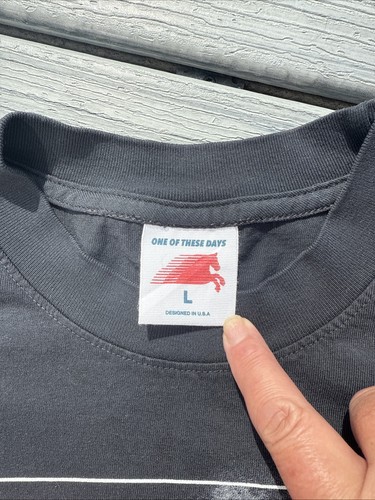 ONE OF THESE DAYS
L
DESIGNED IN U.S.A